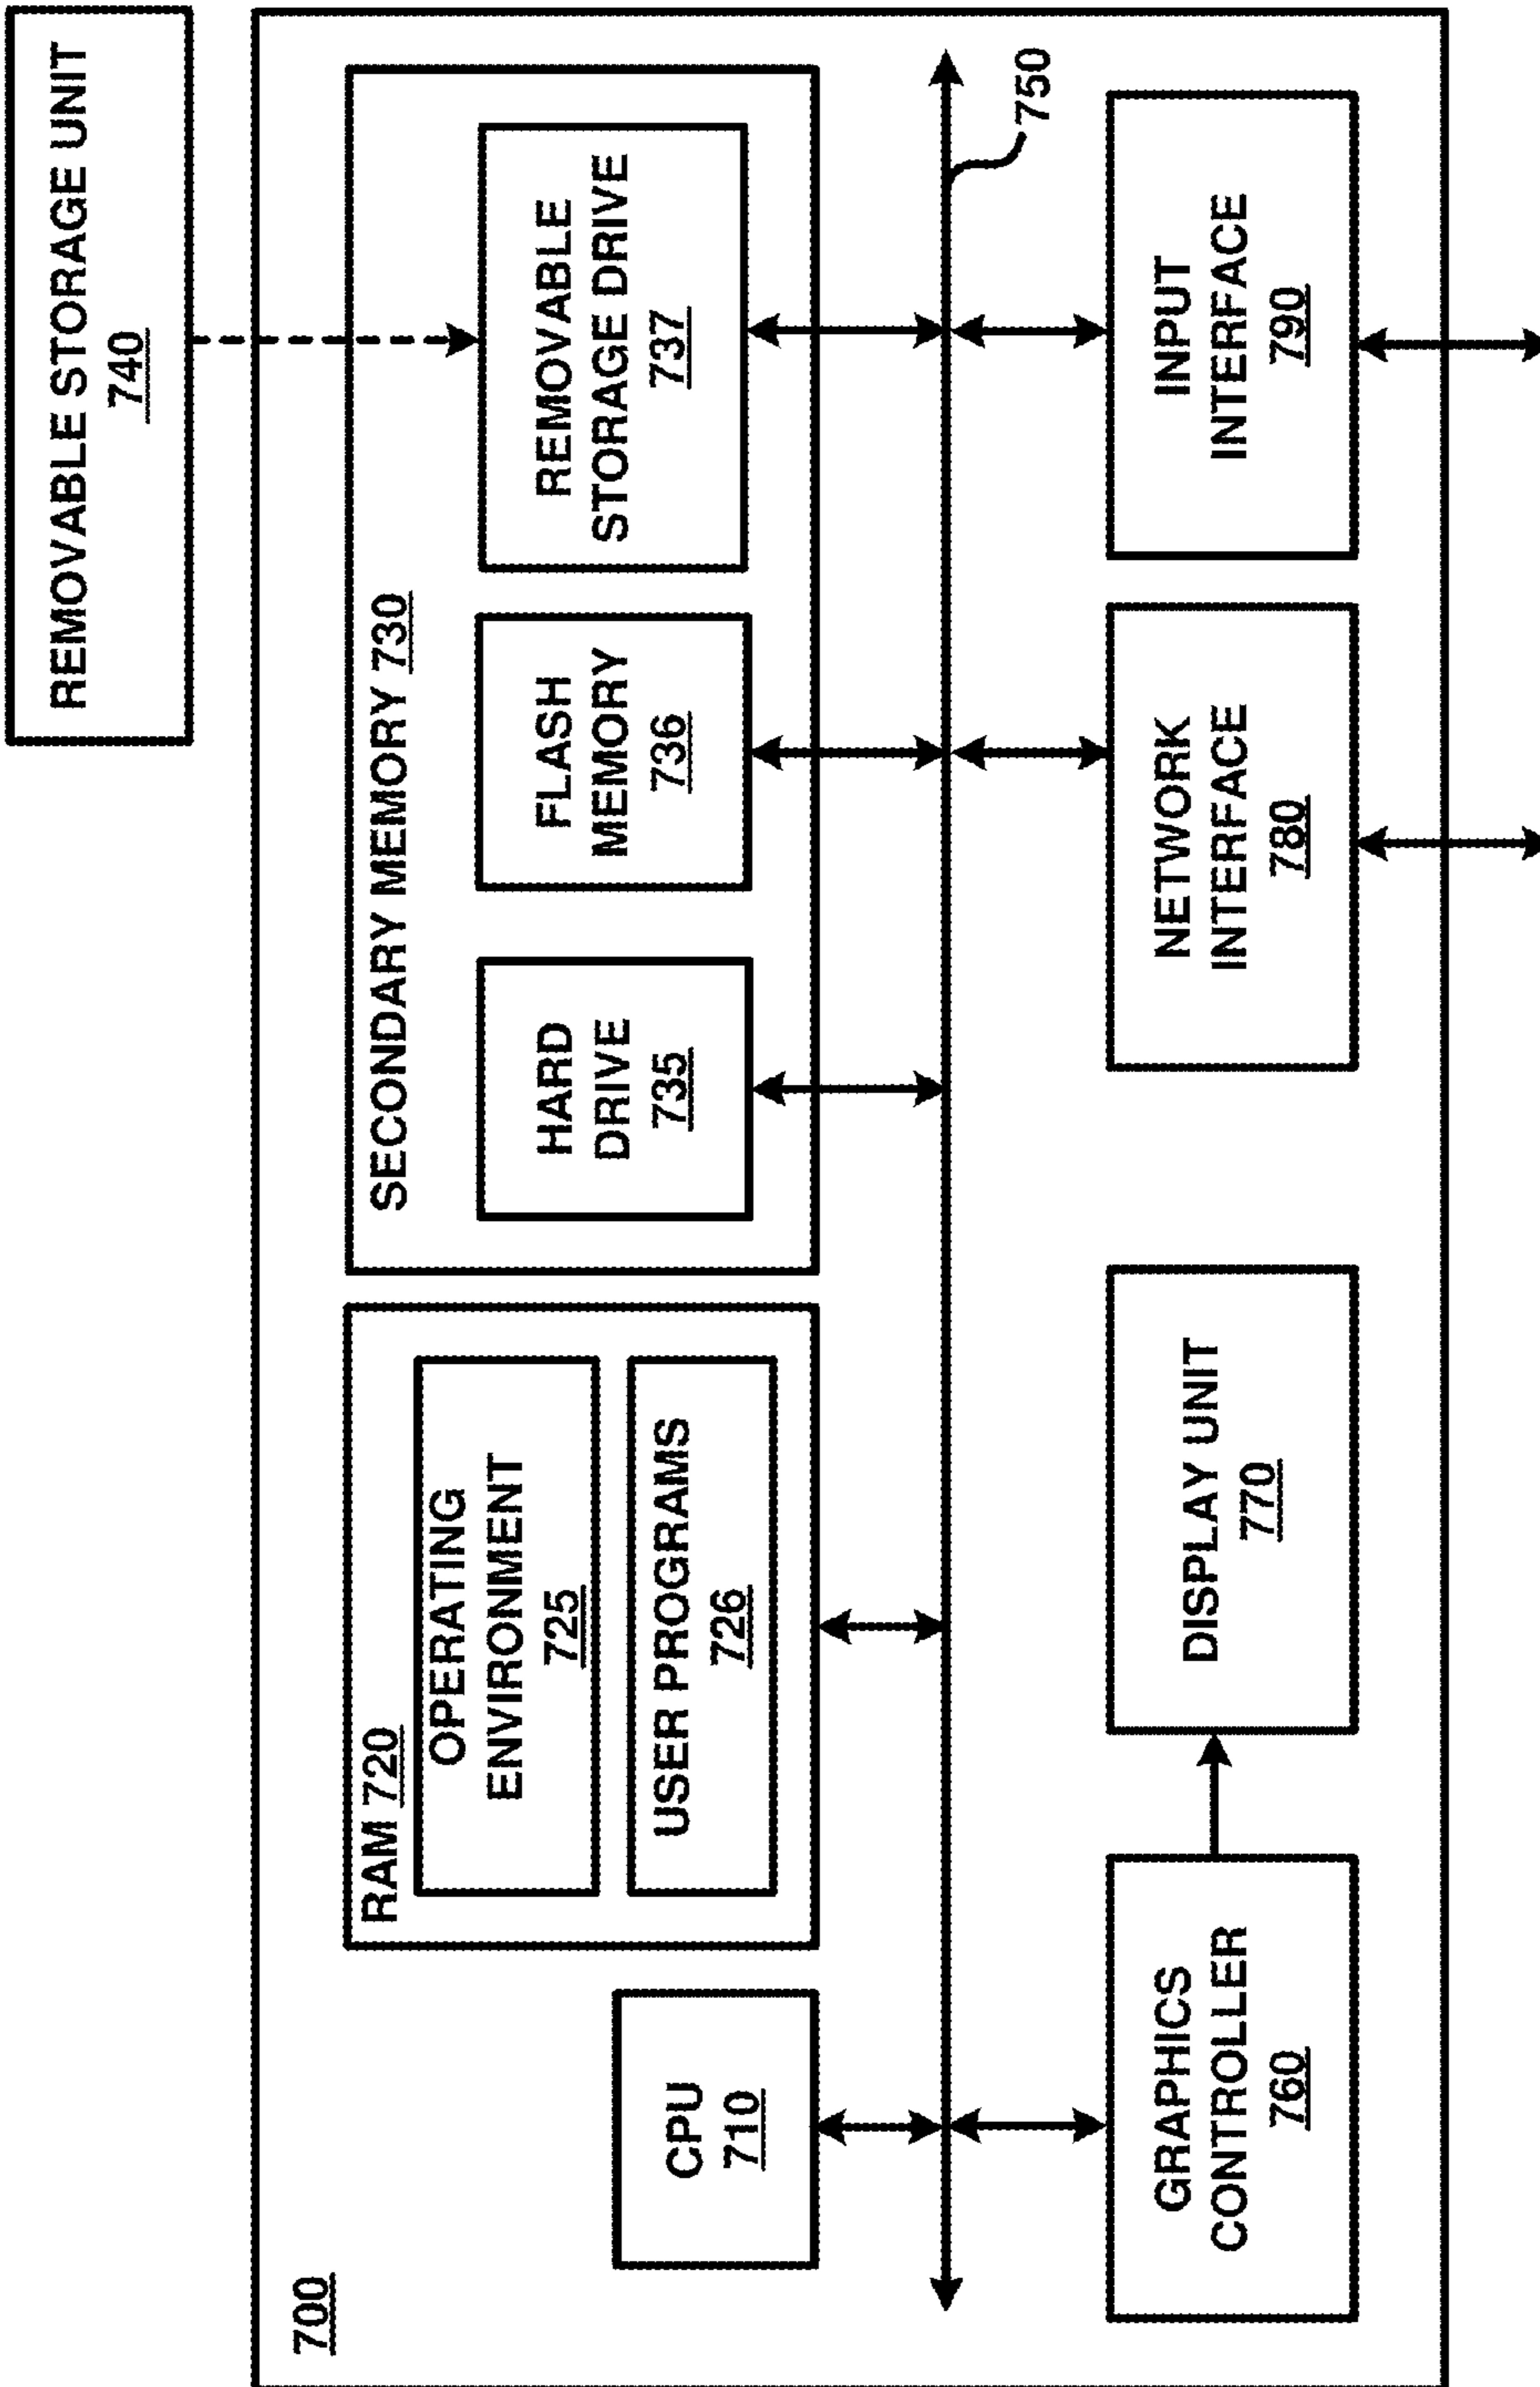 REMOVABLE STORAGE UNIT
740
700
CPU
710
RAM 720
OPERATING
ENVIRONMENT
725
USER PROGRAMS
726
SECONDARY MEMORY 730
HARD
DRIVE
735
FLASH
MEMORY
736
REMOVABLE
STORAGE DRIVE
737
750
GRAPHICS
CONTROLLER
760
DISPLAY UNIT
770
NETWORK
INTERFACE
780
INPUT
INTERFACE
790